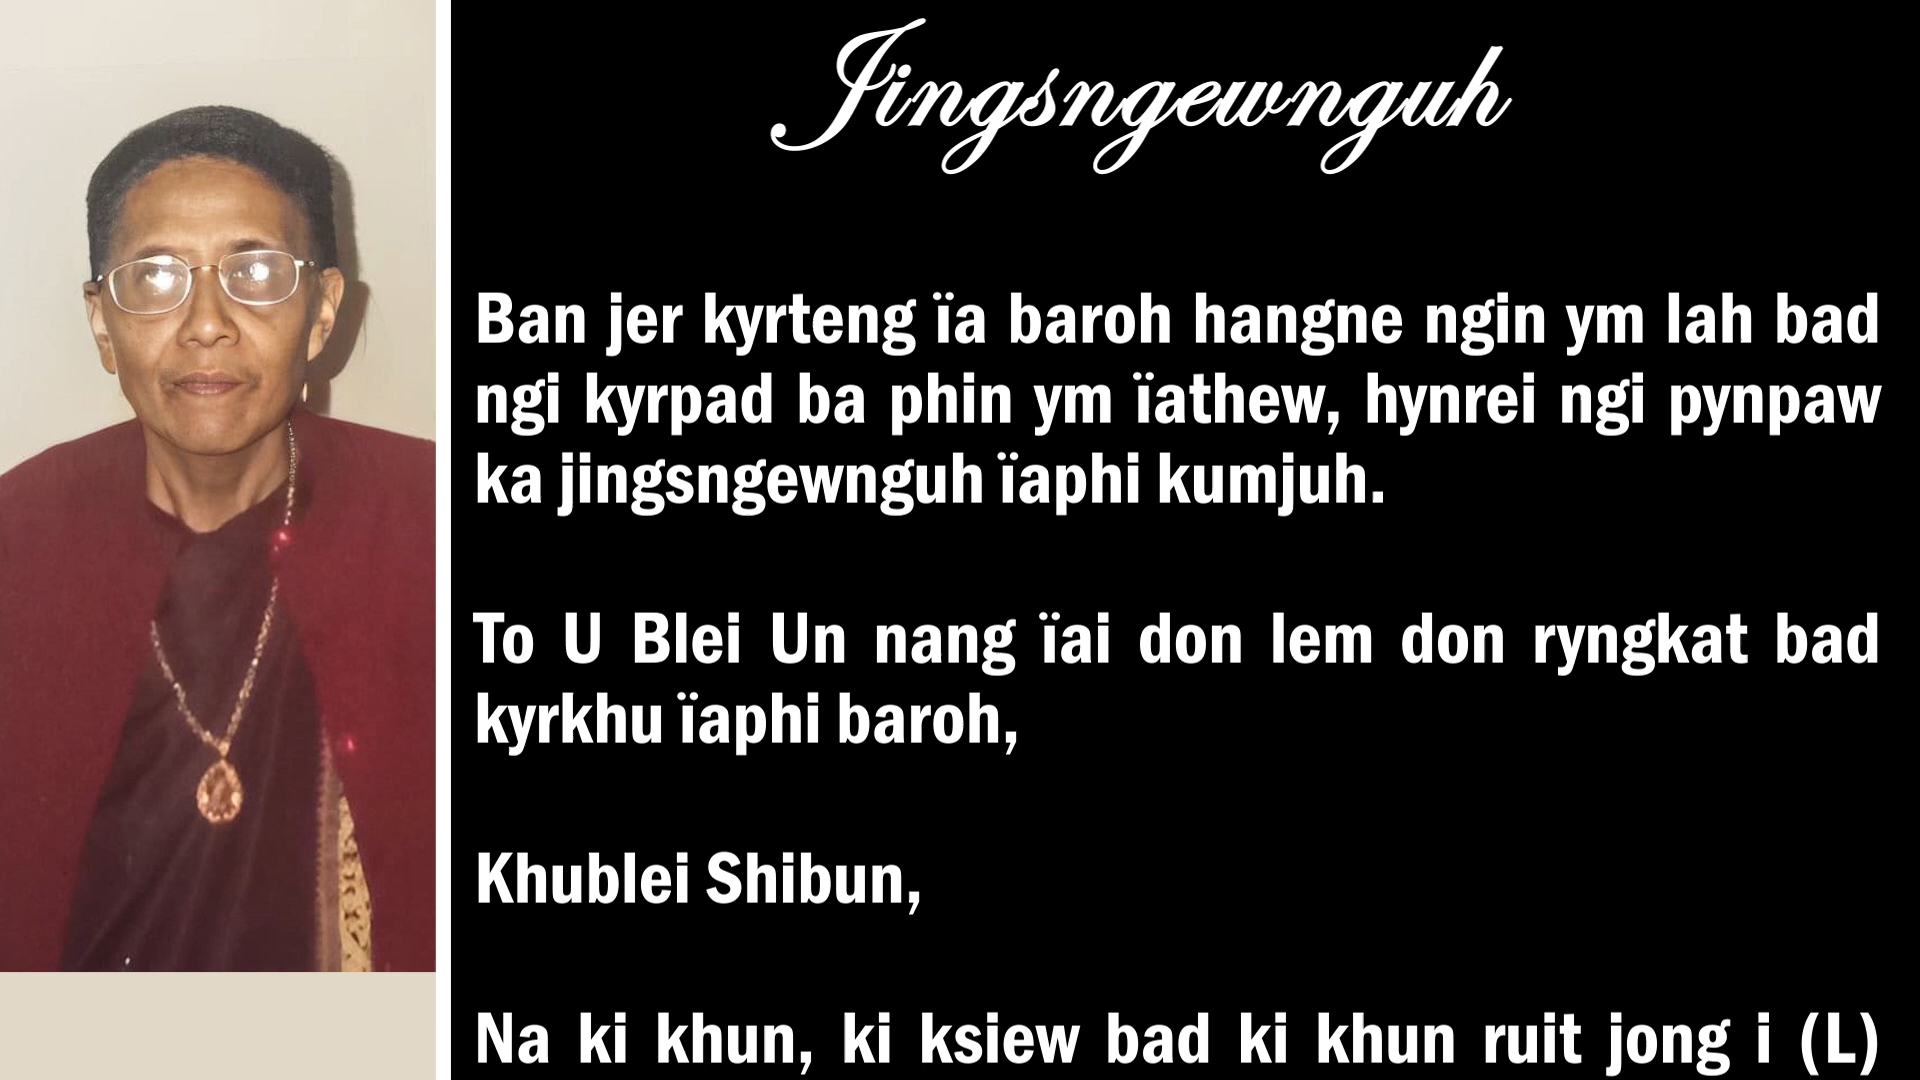 Jingsngewnguh
Ban jer kyrteng ïa baroh hangne ngin ym lah bad
ngi kyrpad ba phin ym ïathew, hynrei ngi pynpaw
ka jingsngewnguh ïaphi kumjuh.
To U Blei Un nang ïai don lem don ryngkat bad
kyrkhu ïaphi baroh,
Khublei Shibun,
Na ki khun, ki ksiew bad ki khun ruit jong i (L)